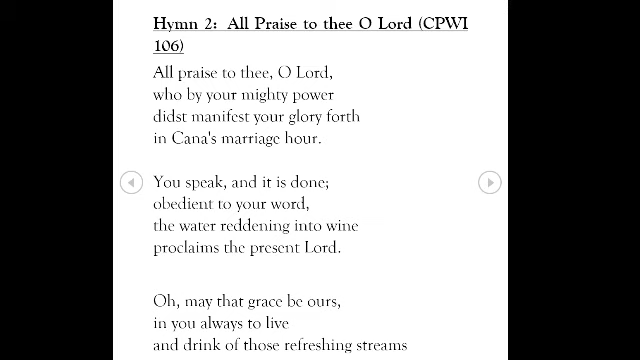 Hymn 2: All Praise to thee O Lord (CPWI
106)
All praise to thee, O Lord,
who by your mighty power
didst manifest your glory forth
in Cana's marriage hour.
You speak, and it is done;
obedient to your word,
the water reddening into wine
proclaims the present Lord.
Oh, may that grace be ours,
in you always to live
and drink of those refreshing streams